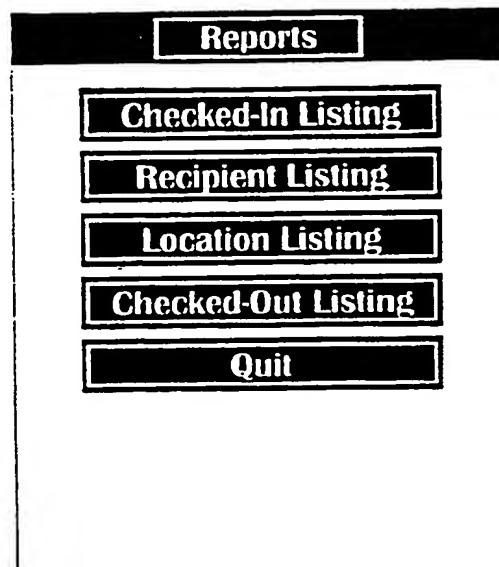 Reports
Checked-In Listing
Recipient Listing
Location Listing
Checked-Out Listing
Quit